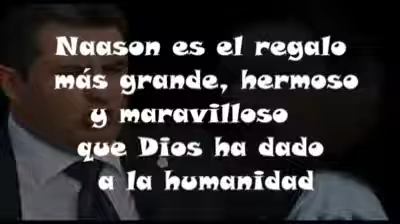 Naason es el regalo
más grande, hermoso
y maravilloso
que Dios ha dado
a la humanidad